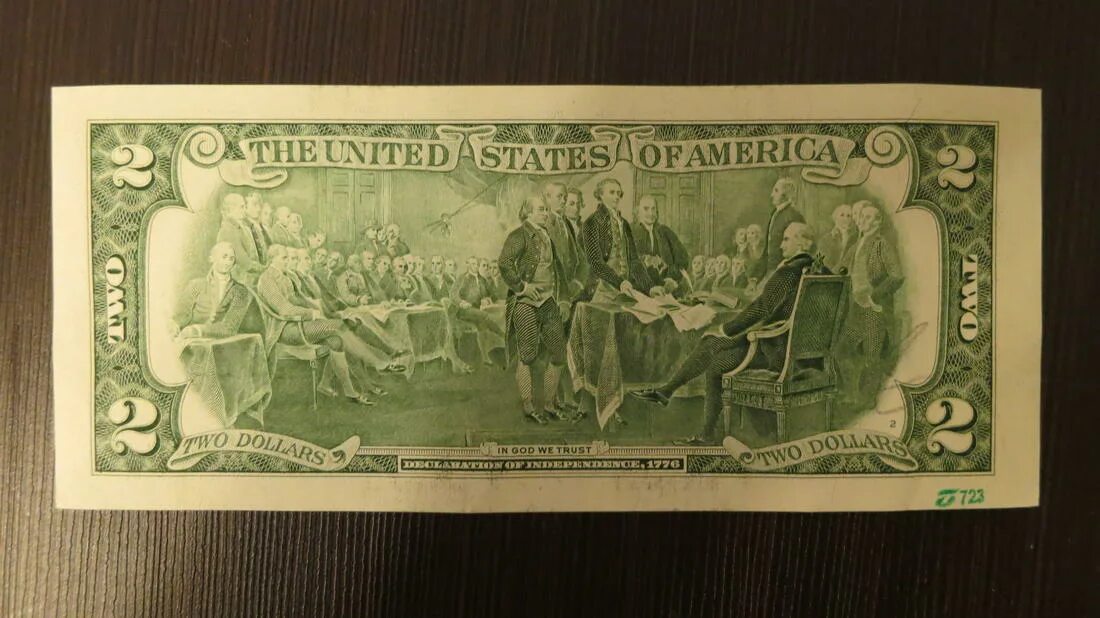 THE UNITED STATES OF AMERICA
2
2
TWO
TWO
2
2
TWO DOLLARS
IN GOD WE TRUST
DECLARATION OF INDEPENDENCE, 1776
TWO DOLLARS
2
723